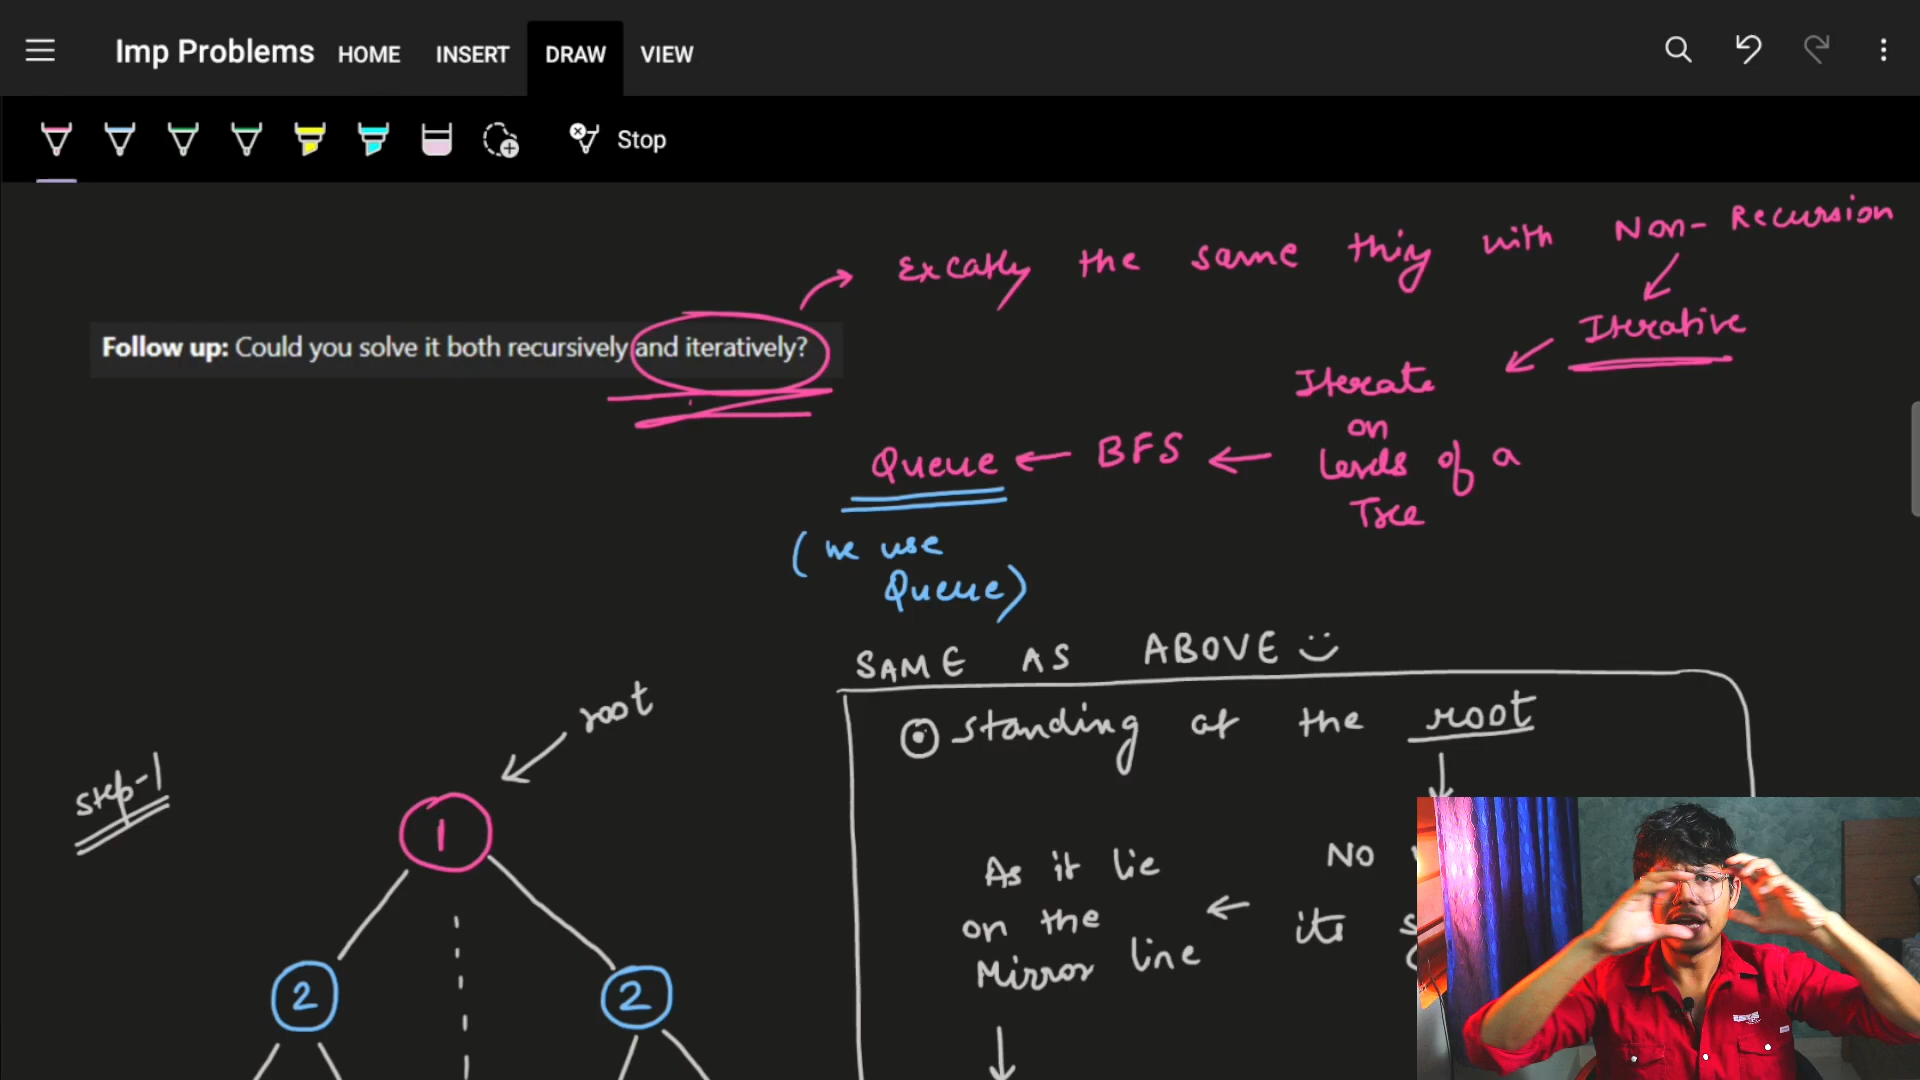 Imp Problems HOME INSERT DRAW VIEW
Stop
Excatly the same thing with Non-Recursion
Iterative
Follow up: Could you solve it both recursively and iteratively?
Iterate
on
levels of a
Tree
BFS
Queue
(we use
Queue)
SAME AS ABOVE
standing at the root
root
step-1
1
As it lie
on the
Mirror line
No
its
2
2